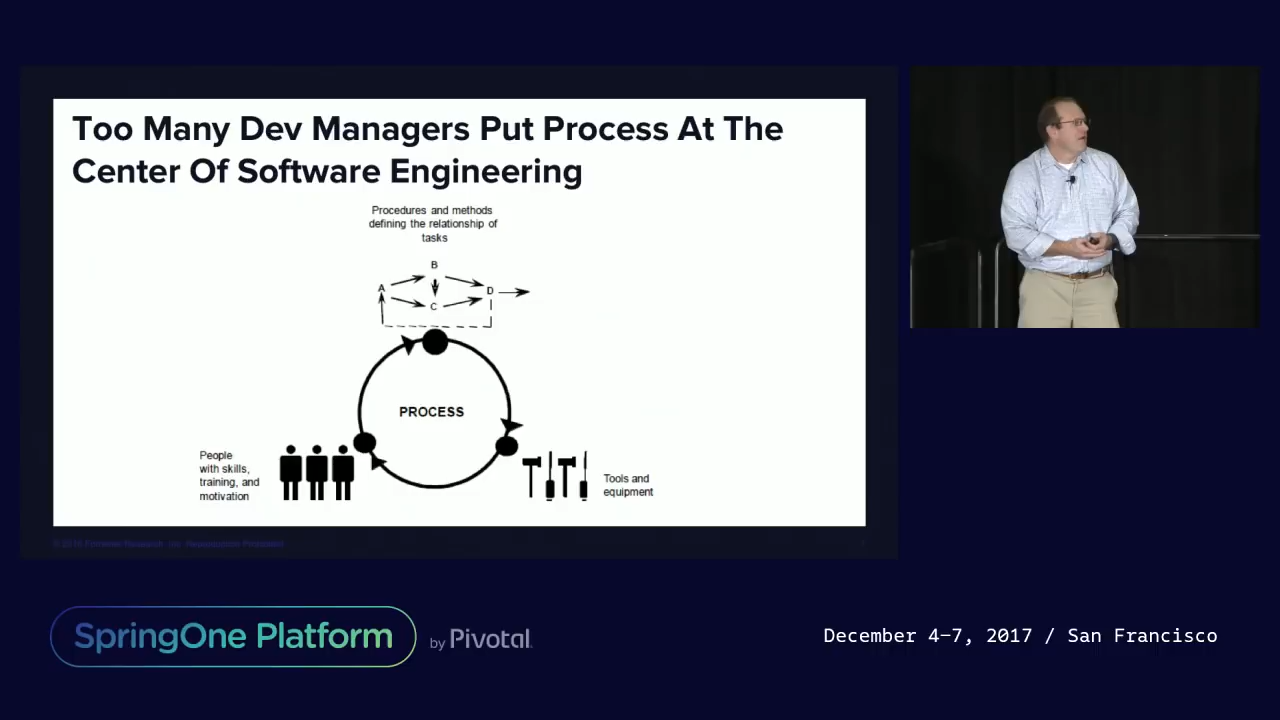 Too Many Dev Managers Put Process At The
Center Of Software Engineering
Procedures and methods
defining the relationship of
tasks
B
A
D
C
PROCESS
People
with skills,
training, and
motivation
Tools and
equipment
SpringOne Platform
by Pivotal.
December 4–7, 2017 / San Francisco